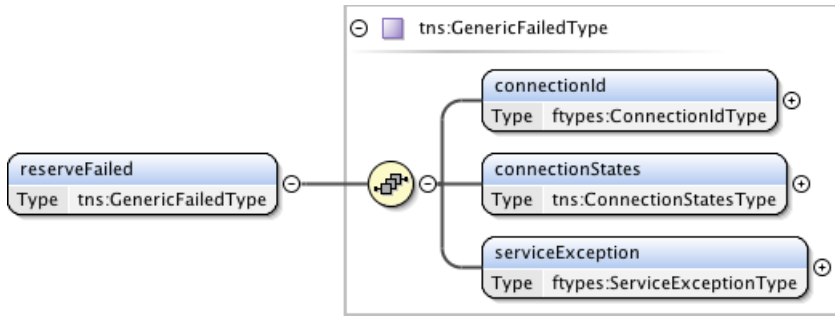 tns:GenericFailedType
connectionId
Type ftypes:ConnectionIdType
reserveFailed
Type tns:GenericFailedType
connectionStates
Type tns:ConnectionStatesType
serviceException
Type ftypes:ServiceExceptionType